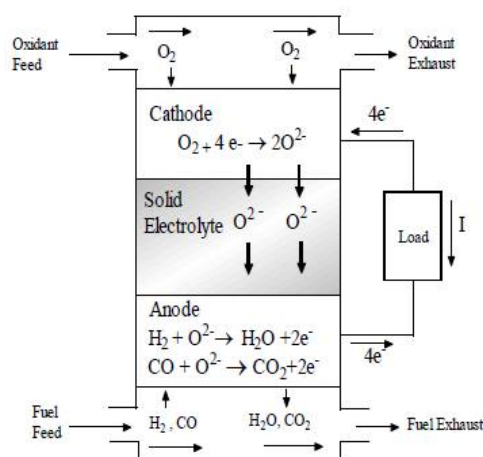 Oxidant
Feed
O₂
O₂
Oxidant
Exhaust
Cathode
O₂ + 4 e- → 2O²⁻
4e⁻
Solid
Electrolyte
O²⁻
O²⁻
Load
I
Anode
H₂ + O²⁻ → H₂O +2e⁻
CO + O²⁻ → CO₂+2e⁻
4e⁻
Fuel
Feed
H₂ , CO
H₂O, CO₂
Fuel Exhaust